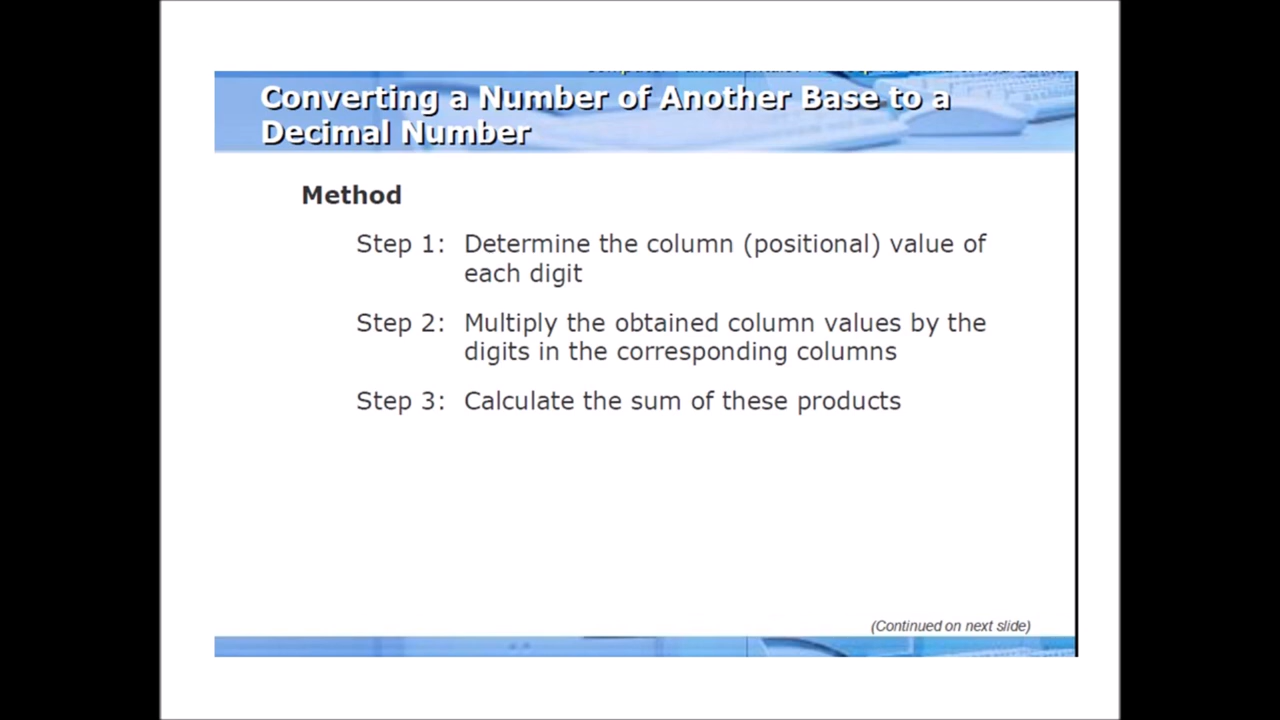 Converting a Number of Another Base to a
Decimal Number
Method
Step 1: Determine the column (positional) value of
each digit
Step 2: Multiply the obtained column values by the
digits in the corresponding columns
Step 3: Calculate the sum of these products
(Continued on next slide)